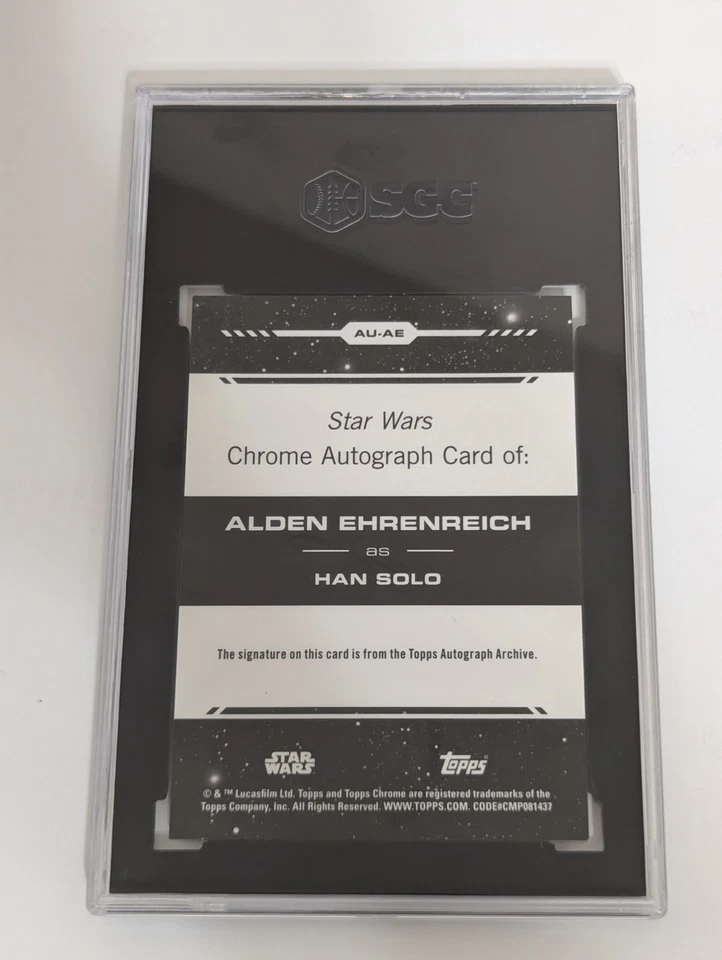 SGC
AU-AE
Star Wars
Chrome Autograph Card of:
ALDEN EHRENREICH
as
HAN SOLO
The signature on this card is from the Topps Autograph Archive.
STAR WARS
Topps
© & ™ Lucasfilm Ltd. Topps and Topps Chrome are registered trademarks of the
Topps Company, Inc. All Rights Reserved. WWW.TOPPS.COM. CODE#CMP081437